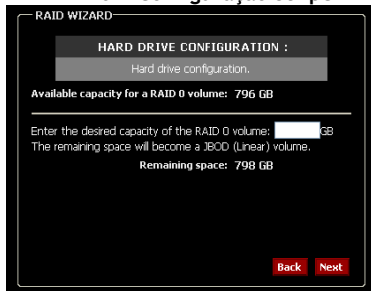 RAID WIZARD
HARD DRIVE CONFIGURATION :
Hard drive configuration.
Available capacity for a RAID 0 volume: 796 GB
Enter the desired capacity of the RAID 0 volume: GB
The remaining space will become a JBOD (Linear) volume.
Remaining space: 798 GB
Back Next